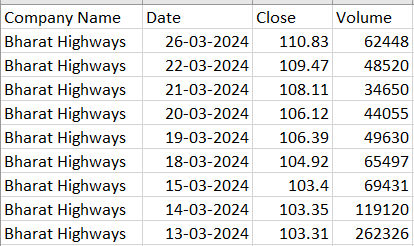 Company Name Date Close Volume
Bharat Highways 26-03-2024 110.83 62448
Bharat Highways 22-03-2024 109.47 48520
Bharat Highways 21-03-2024 108.11 34650
Bharat Highways 20-03-2024 106.12 44055
Bharat Highways 19-03-2024 106.39 49630
Bharat Highways 18-03-2024 104.92 65497
Bharat Highways 15-03-2024 103.4 69431
Bharat Highways 14-03-2024 103.35 119120
Bharat Highways 13-03-2024 103.31 262326